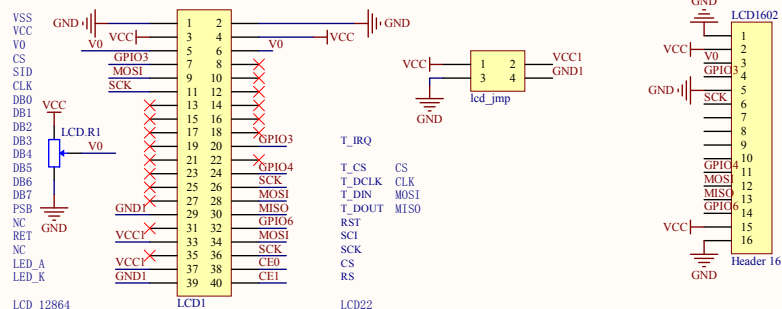 VSS
VCC
V0
CS
SID
CLK
DB0
DB1
DB2
DB3
DB4
DB5
DB6
DB7
PSB
NC
RET
NC
LED_A
LED_K
LCD 12864
VCC
LCD.R1
V0
GND
GND 1 2 GND
VCC 3 4 VCC
V0 5 6 V0
GPIO3 7 8
MOSI 9 10
SCK 11 12
13 14
15 16
17 18
19 20 GPIO3 T_IRQ
21 22
23 24 GPIO4 T_CS CS
25 26 SCK T_DCLK CLK
27 28 MOSI T_DIN MOSI
GND1 29 30 MISO T_DOUT MISO
31 32 GPIO6 RST
VCC1 33 34 MOSI SCI
35 36 SCK SCK
VCC1 37 38 CE0 CS
GND1 39 40 CE1 RS
LCD1
LCD22
VCC 1 2 VCC1
3 4 GND1
lcd_jmp
GND
GND
LCD1602
1
VCC 2
V0 3
GPIO3 4
GND 5
SCK 6
7
8
9
10
GPIO4 11
MOSI 12
MISO 13
GPIO6 14
VCC 15
16
Header 16
GND